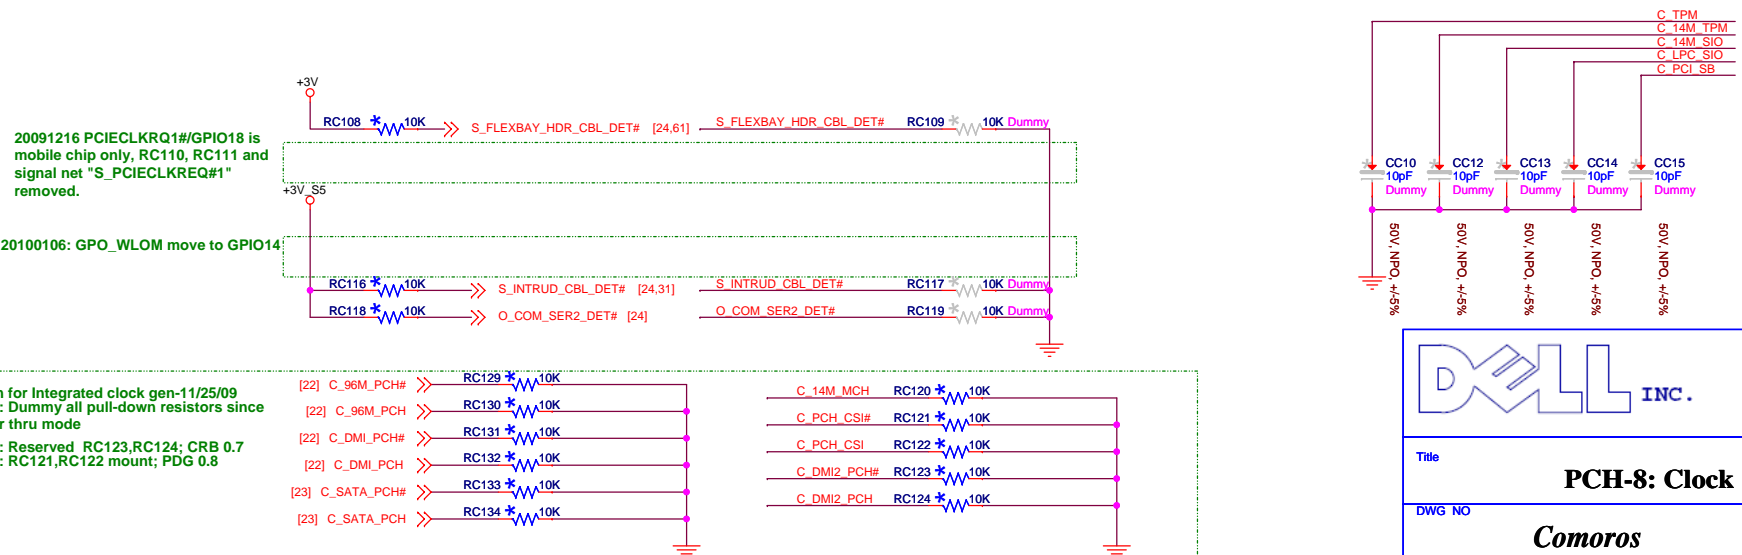 C_TPM
C_14M_TPM
C_14M_SIO
C_LPC_SIO
C_PCI_SB
+3V
RC108 * 10K S_FLEXBAY_HDR_CBL_DET# [24,61] S_FLEXBAY_HDR_CBL_DET# RC109 * 10K Dummy
20091216 PCIECLKRQ1#/GPIO18 is
mobile chip only, RC110, RC111 and
signal net "S_PCIECLKREQ#1"
removed.
+3V_S5
CC10 10pF Dummy
CC12 10pF Dummy
CC13 10pF Dummy
CC14 10pF Dummy
CC15 10pF Dummy
50V, NPO, +/-5%
50V, NPO, +/-5%
50V, NPO, +/-5%
50V, NPO, +/-5%
50V, NPO, +/-5%
20100106: GPO_WLOM move to GPIO14
RC116 * 10K S_INTRUD_CBL_DET# [24,31] S_INTRUD_CBL_DET# RC117 * 10K Dummy
RC118 * 10K O_COM_SER2_DET# [24] O_COM_SER2_DET# RC119 * 10K Dummy
n for Integrated clock gen-11/25/09
: Dummy all pull-down resistors since
r thru mode
: Reserved RC123,RC124; CRB 0.7
: RC121,RC122 mount; PDG 0.8
[22] C_96M_PCH# RC129 * 10K
[22] C_96M_PCH RC130 * 10K
[22] C_DMI_PCH# RC131 * 10K
[22] C_DMI_PCH RC132 * 10K
[23] C_SATA_PCH# RC133 * 10K
[23] C_SATA_PCH RC134 * 10K
C_14M_MCH RC120 * 10K
C_PCH_CSI# RC121 * 10K
C_PCH_CSI RC122 * 10K
C_DMI2_PCH# RC123 * 10K
C_DMI2_PCH RC124 * 10K
DELL INC.
Title
PCH-8: Clock
DWG NO
Comoros